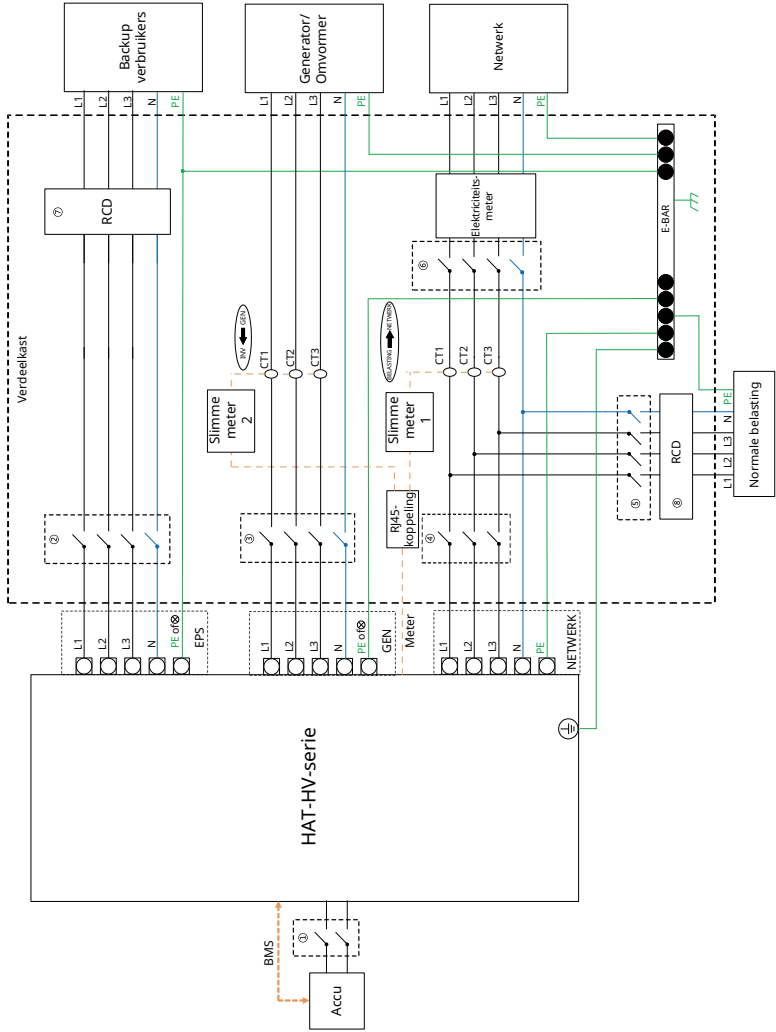 Backup
verbruikers
Generator/
Omvormer
Netwerk
L1
L2
L3
N
PE
L1
L2
L3
N
PE
L1
L2
L3
N
PE
Verdeelkast
⑦
RCD
Elektriciteits-
meter
⑥
E-BAR
INV
GEN
BELASTING
NETWERK
CT1
CT2
CT3
CT1
CT2
CT3
Slimme
meter
2
Slimme
meter
1
RJ45-
koppeling
②
③
④
⑤
RCD
⑧
L1
L2
L3
N
PE
Normale belasting
L1
L2
L3
N
PE of⊗
EPS
L1
L2
L3
N
PE of⊗
GEN
Meter
L1
L2
L3
N
PE
NETWERK
HAT-HV-serie
BMS
①
Accu